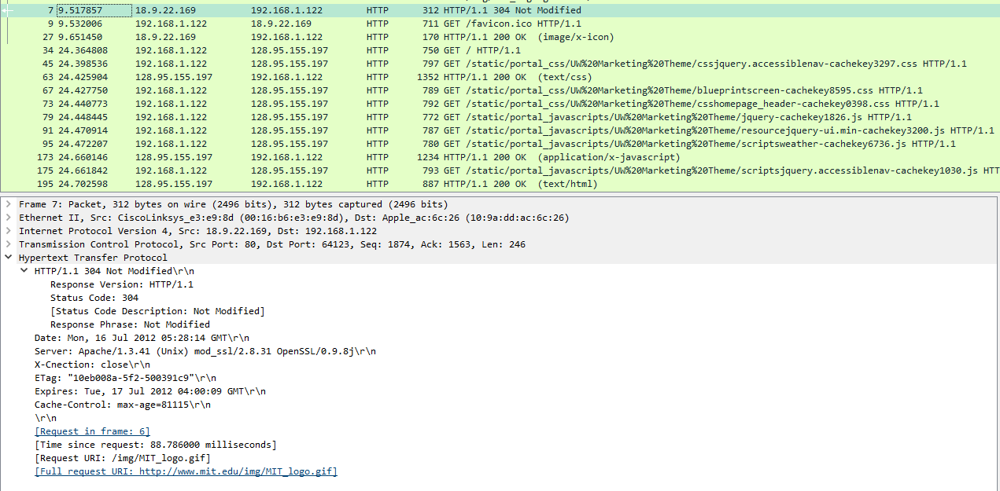 7 9.517857 18.9.22.169 192.168.1.122 HTTP 312 HTTP/1.1 304 Not Modified
9 9.532006 192.168.1.122 18.9.22.169 HTTP 711 GET /favicon.ico HTTP/1.1
27 9.651450 18.9.22.169 192.168.1.122 HTTP 170 HTTP/1.1 200 OK  (image/x-icon)
34 24.364808 192.168.1.122 128.95.155.197 HTTP 750 GET / HTTP/1.1
45 24.398536 192.168.1.122 128.95.155.197 HTTP 797 GET /static/portal_css/UW%20Marketing%20Theme/cssjquery.accessiblenav-cachekey3297.css HTTP/1.1
63 24.425904 128.95.155.197 192.168.1.122 HTTP 1352 HTTP/1.1 200 OK  (text/css)
67 24.427750 192.168.1.122 128.95.155.197 HTTP 789 GET /static/portal_css/UW%20Marketing%20Theme/blueprintscreen-cachekey8595.css HTTP/1.1
73 24.440773 192.168.1.122 128.95.155.197 HTTP 792 GET /static/portal_css/UW%20Marketing%20Theme/csshomepage_header-cachekey0398.css HTTP/1.1
79 24.448445 192.168.1.122 128.95.155.197 HTTP 772 GET /static/portal_javascripts/UW%20Marketing%20Theme/jquery-cachekey1826.js HTTP/1.1
91 24.470914 192.168.1.122 128.95.155.197 HTTP 787 GET /static/portal_javascripts/UW%20Marketing%20Theme/resourcejquery-ui.min-cachekey3200.js HTTP/1.1
95 24.472207 192.168.1.122 128.95.155.197 HTTP 780 GET /static/portal_javascripts/UW%20Marketing%20Theme/scriptsweather-cachekey6736.js HTTP/1.1
173 24.660146 128.95.155.197 192.168.1.122 HTTP 1234 HTTP/1.1 200 OK  (application/x-javascript)
175 24.661842 192.168.1.122 128.95.155.197 HTTP 793 GET /static/portal_javascripts/UW%20Marketing%20Theme/scriptsjquery.accessiblenav-cachekey1030.js HTT
195 24.702598 128.95.155.197 192.168.1.122 HTTP 887 HTTP/1.1 200 OK  (text/html)
Frame 7: Packet, 312 bytes on wire (2496 bits), 312 bytes captured (2496 bits)
Ethernet II, Src: CiscoLinksys_e3:e9:8d (00:16:b6:e3:e9:8d), Dst: Apple_ac:6c:26 (10:9a:dd:ac:6c:26)
Internet Protocol Version 4, Src: 18.9.22.169, Dst: 192.168.1.122
Transmission Control Protocol, Src Port: 80, Dst Port: 64123, Seq: 1874, Ack: 1563, Len: 246
Hypertext Transfer Protocol
HTTP/1.1 304 Not Modified\r\n
Response Version: HTTP/1.1
Status Code: 304
[Status Code Description: Not Modified]
Response Phrase: Not Modified
Date: Mon, 16 Jul 2012 05:28:14 GMT\r\n
Server: Apache/1.3.41 (Unix) mod_ssl/2.8.31 OpenSSL/0.9.8j\r\n
X-Cnection: close\r\n
ETag: "10eb008a-5f2-500391c9"\r\n
Expires: Tue, 17 Jul 2012 04:00:09 GMT\r\n
Cache-Control: max-age=81115\r\n
\r\n
[Request in frame: 6]
[Time since request: 88.786000 milliseconds]
[Request URI: /img/MIT_logo.gif]
[Full request URI: http://www.mit.edu/img/MIT_logo.gif]